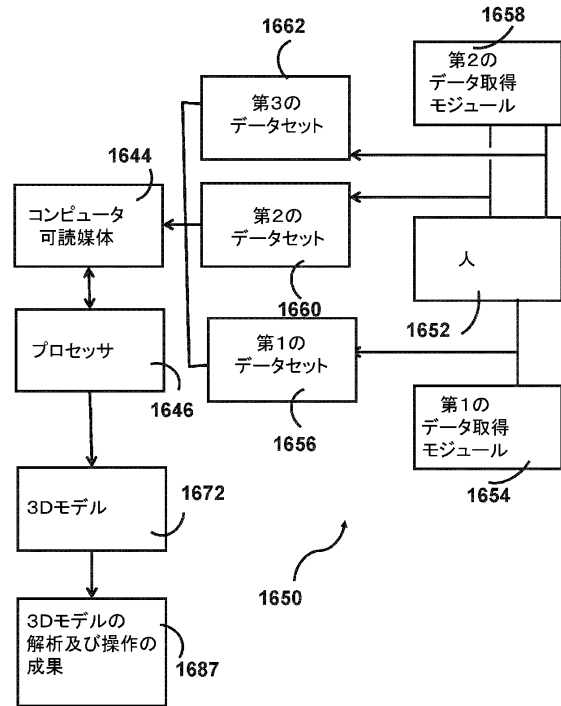 1662
第3の
データセット
1658
第2の
データ取得
モジュール
1644
コンピュータ
可読媒体
第2の
データセット
1660
人
1652
プロセッサ
1646
第1の
データセット
1656
第1の
データ取得
モジュール
1654
3Dモデル
1672
1650
3Dモデルの
解析及び操作の
成果
1687